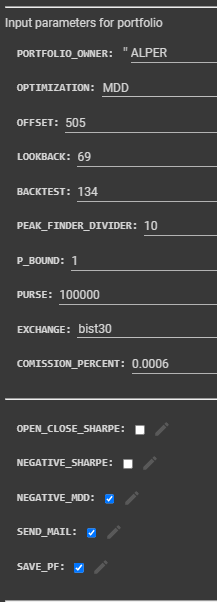 Input parameters for portfolio
PORTFOLIO_OWNER: " ALPER
OPTIMIZATION: MDD
OFFSET: 505
LOOKBACK: 69
BACKTEST: 134
PEAK_FINDER_DIVIDER: 10
P_BOUND: 1
PURSE: 100000
EXCHANGE: bist30
COMISSION_PERCENT: 0.0006
OPEN_CLOSE_SHARPE:
NEGATIVE_SHARPE:
NEGATIVE_MDD:
SEND_MAIL:
SAVE_PF: